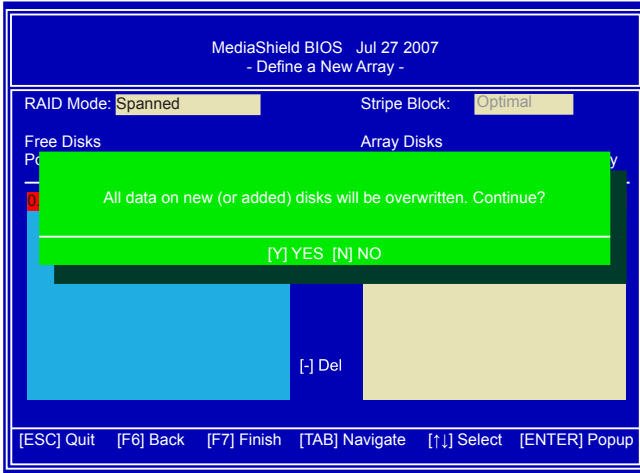 MediaShield BIOS   Jul 27 2007
- Define a New Array -
RAID Mode: Spanned Stripe Block: Optimal
Free Disks Array Disks
All data on new (or added) disks will be overwritten. Continue?
[Y] YES [N] NO
[-] Del
[ESC] Quit [F6] Back [F7] Finish [TAB] Navigate [↑↓] Select [ENTER] Popup